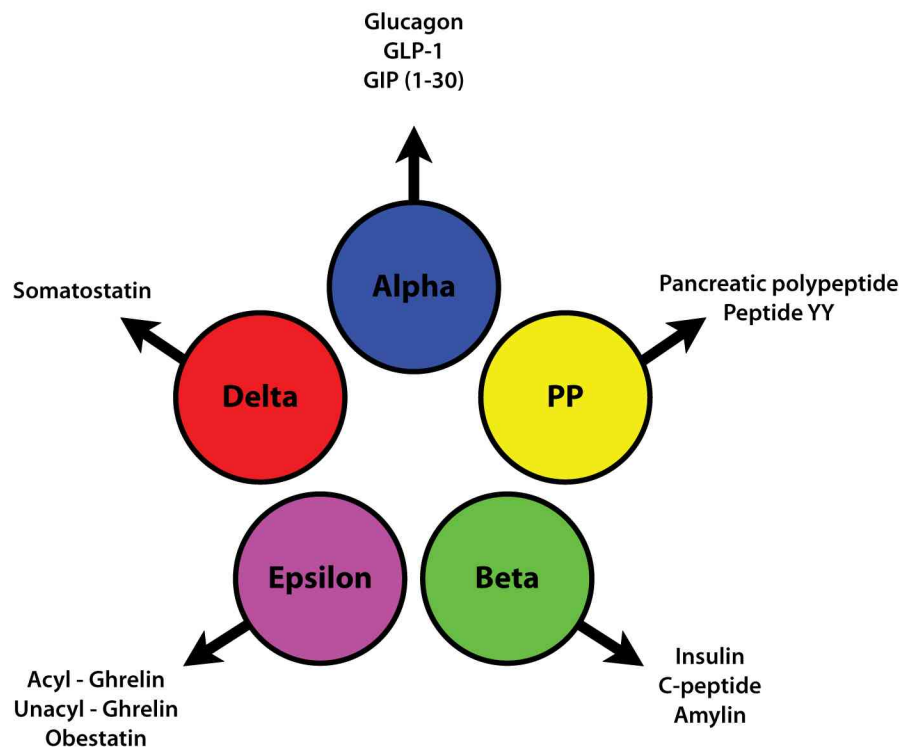 Glucagon
GLP-1
GIP (1-30)
Alpha
Somatostatin
Pancreatic polypeptide
Peptide YY
Delta
PP
Epsilon
Beta
Acyl - Ghrelin
Unacyl - Ghrelin
Obestatin
Insulin
C-peptide
Amylin